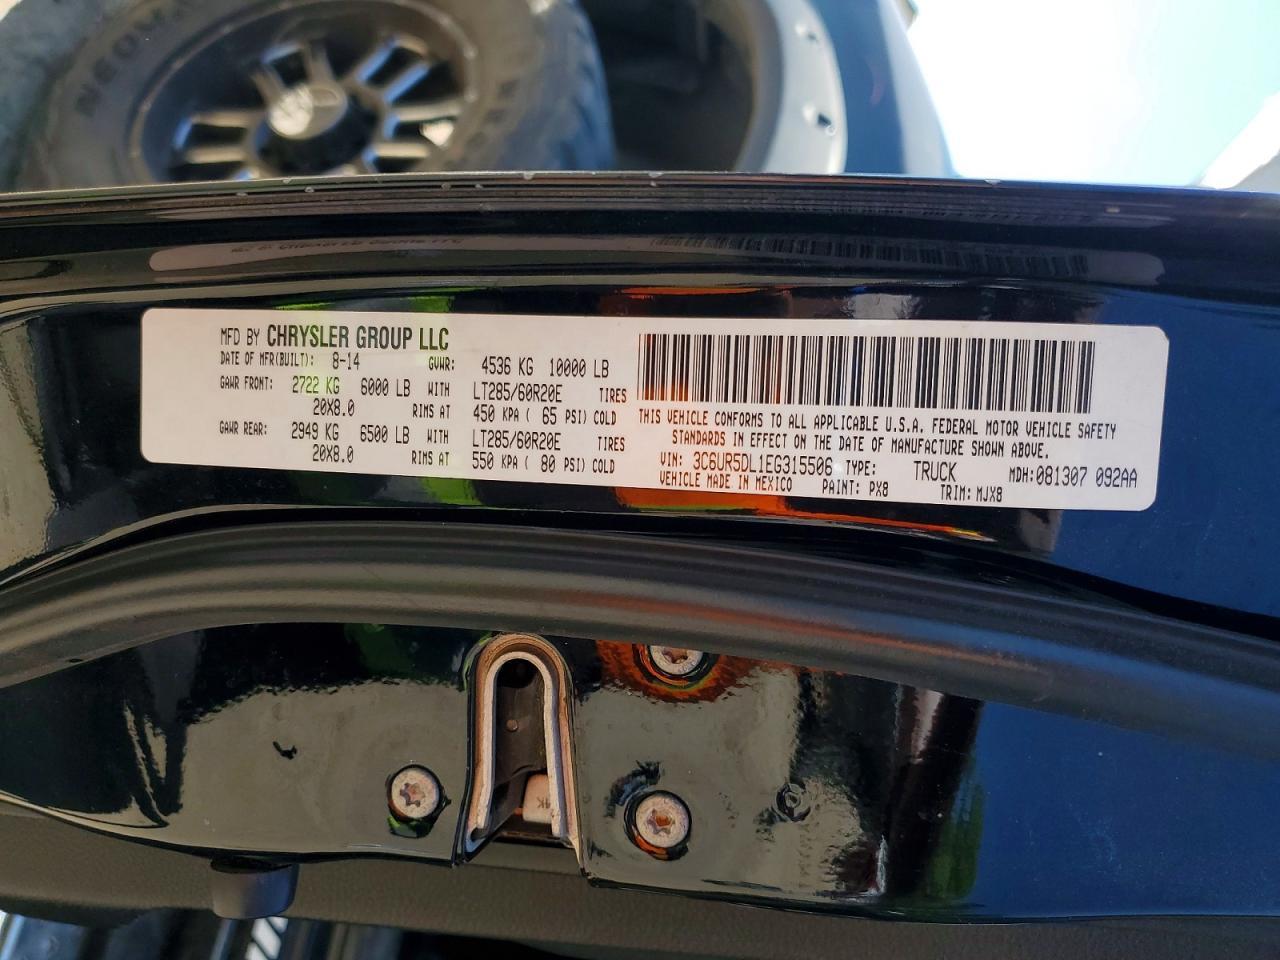 NEOMA
MFD BY CHRYSLER GROUP LLC
DATE OF MFR(BUILT): 8-14 GVWR: 4536 KG 10000 LB
GAWR FRONT: 2722 KG 6000 LB WITH LT285/60R20E TIRES
20X8.0 RIMS AT 450 KPA ( 65 PSI) COLD
GAWR REAR: 2949 KG 6500 LB WITH LT285/60R20E TIRES
20X8.0 RIMS AT 550 KPA ( 80 PSI) COLD
THIS VEHICLE CONFORMS TO ALL APPLICABLE U.S.A. FEDERAL MOTOR VEHICLE SAFETY
STANDARDS IN EFFECT ON THE DATE OF MANUFACTURE SHOWN ABOVE.
VIN: 3C6UR5DL1EG315506 TYPE: TRUCK MDH:081307 092AA
VEHICLE MADE IN MEXICO PAINT: PX8 TRIM: MJX8